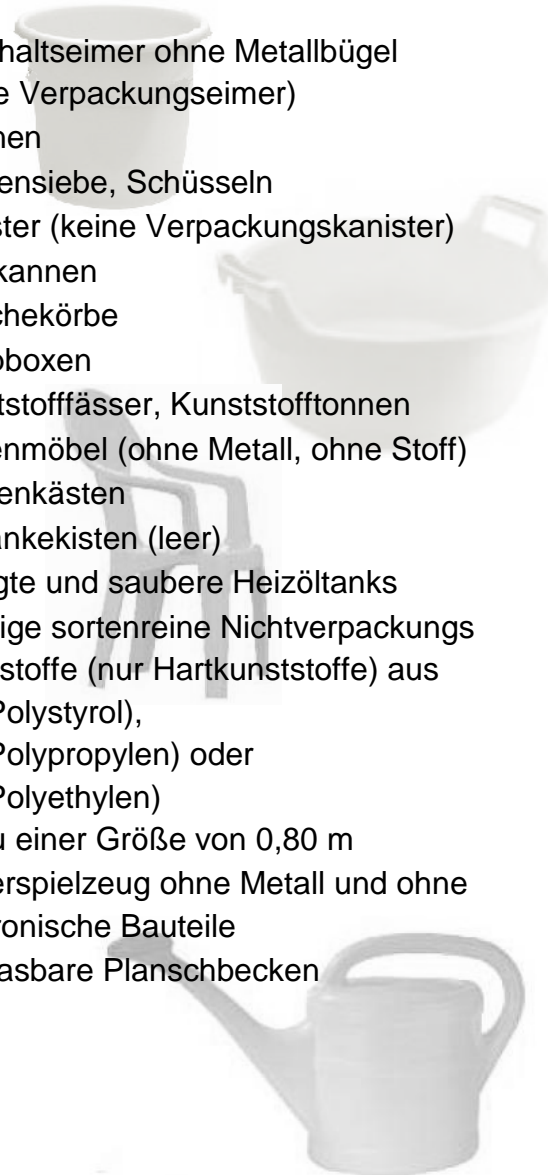 haltseimer ohne Metallbügel
e Verpackungseimer)
nen
ensiebe, Schüsseln
ster (keine Verpackungskanister)
kannen
chekörbe
oboxen
tstofffässer, Kunststofftonnen
enmöbel (ohne Metall, ohne Stoff)
enkästen
änkekisten (leer)
gte und saubere Heizöltanks
ige sortenreine Nichtverpackungs
stoffe (nur Hartkunststoffe) aus
Polystyrol),
Polypropylen) oder
Polyethylen)
u einer Größe von 0,80 m
erspielzeug ohne Metall und ohne
ronische Bauteile
asbare Planschbecken